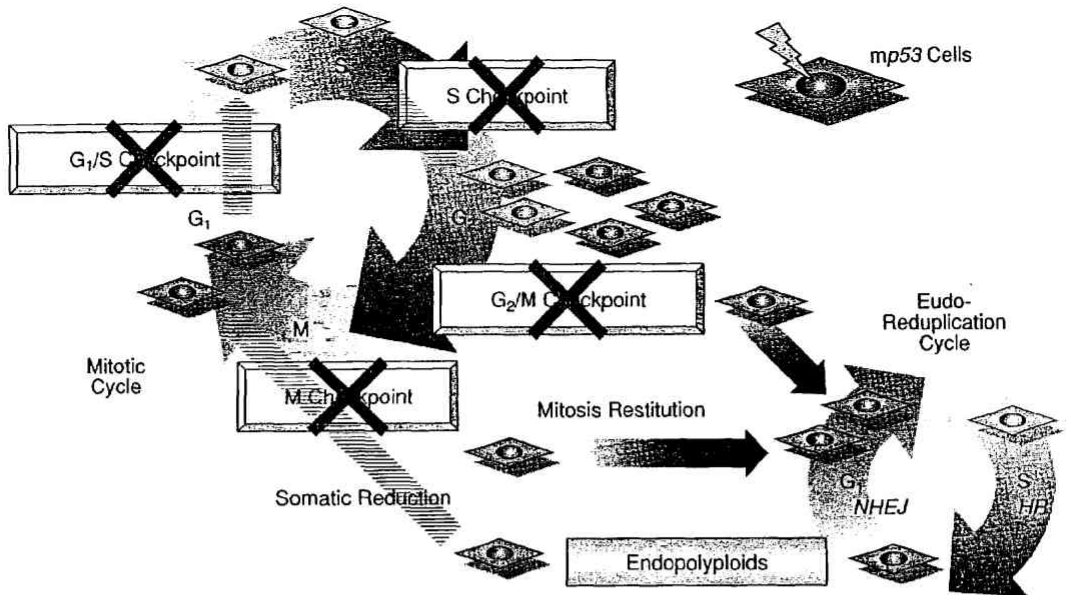 S
S Checkpoint
mp53 Cells
G₁/S Checkpoint
G₁
G₂
G₂/M Checkpoint
Eudo-
Reduplication
Cycle
M
Mitotic
Cycle
M Checkpoint
Mitosis Restitution
Somatic Reduction
G₁
NHEJ
S
HR
Endopolyploids